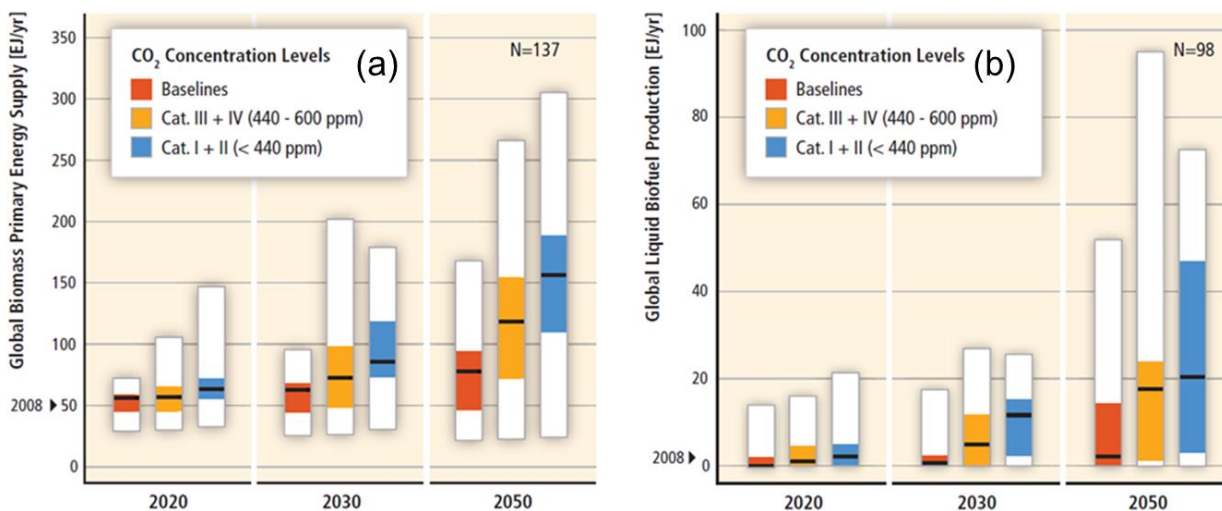 Global Biomass Primary Energy Supply [EJ/yr]
350
300
250
200
150
100
50
0
2008
CO2 Concentration Levels
(a)
Baselines
Cat. III + IV (440 - 600 ppm)
Cat. I + II (< 440 ppm)
N=137
2020
2030
2050
Global Liquid Biofuel Production [EJ/yr]
100
80
60
40
20
0
2008
CO2 Concentration Levels
(b)
Baselines
Cat. III + IV (440 - 600 ppm)
Cat. I + II (< 440 ppm)
N=98
2020
2030
2050